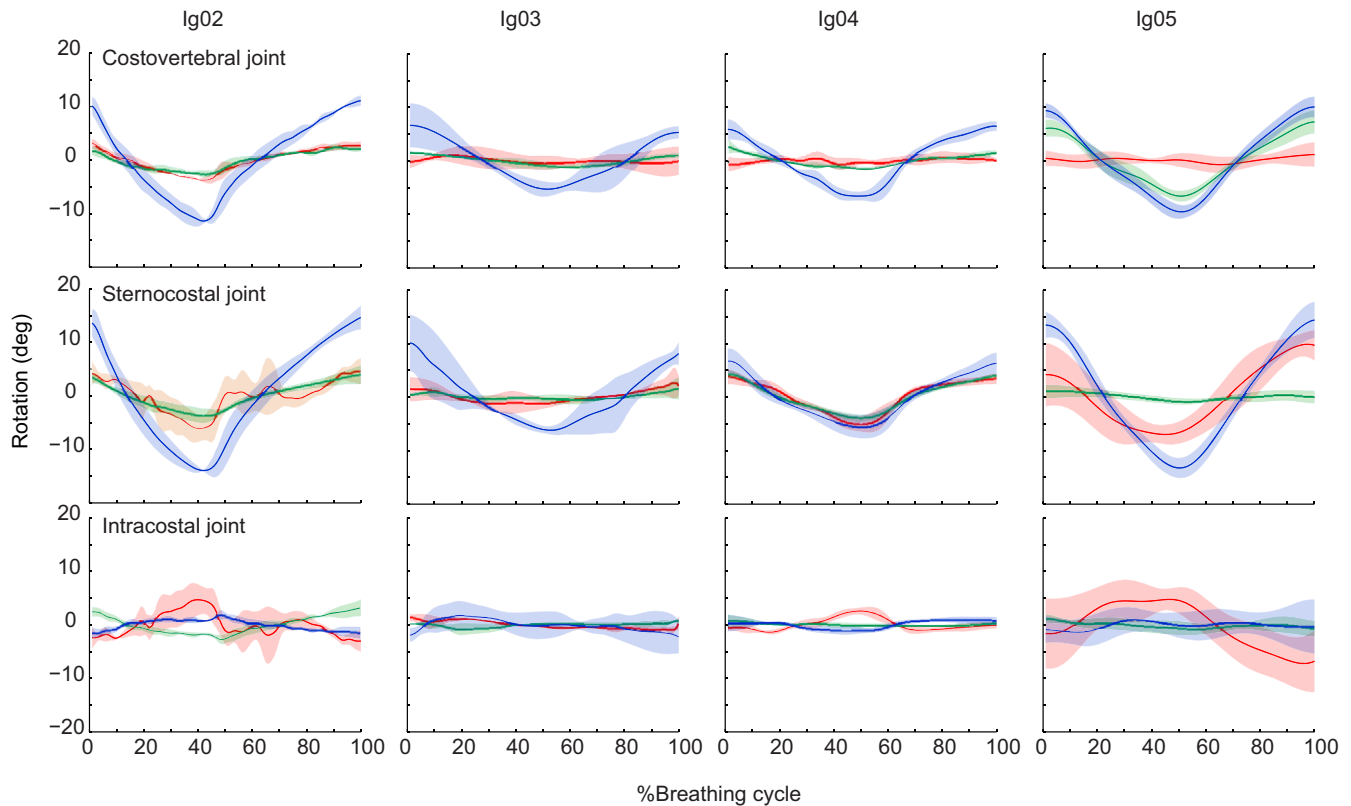 Ig02 Ig03 Ig04 Ig05
Costovertebral joint
20
10
0
−10
Sternocostal joint
20
10
0
−10
Intracostal joint
20
10
0
−10
−20
Rotation (deg)
0 20 40 60 80 100 0 20 40 60 80 100 0 20 40 60 80 100 0 20 40 60 80 100
%Breathing cycle